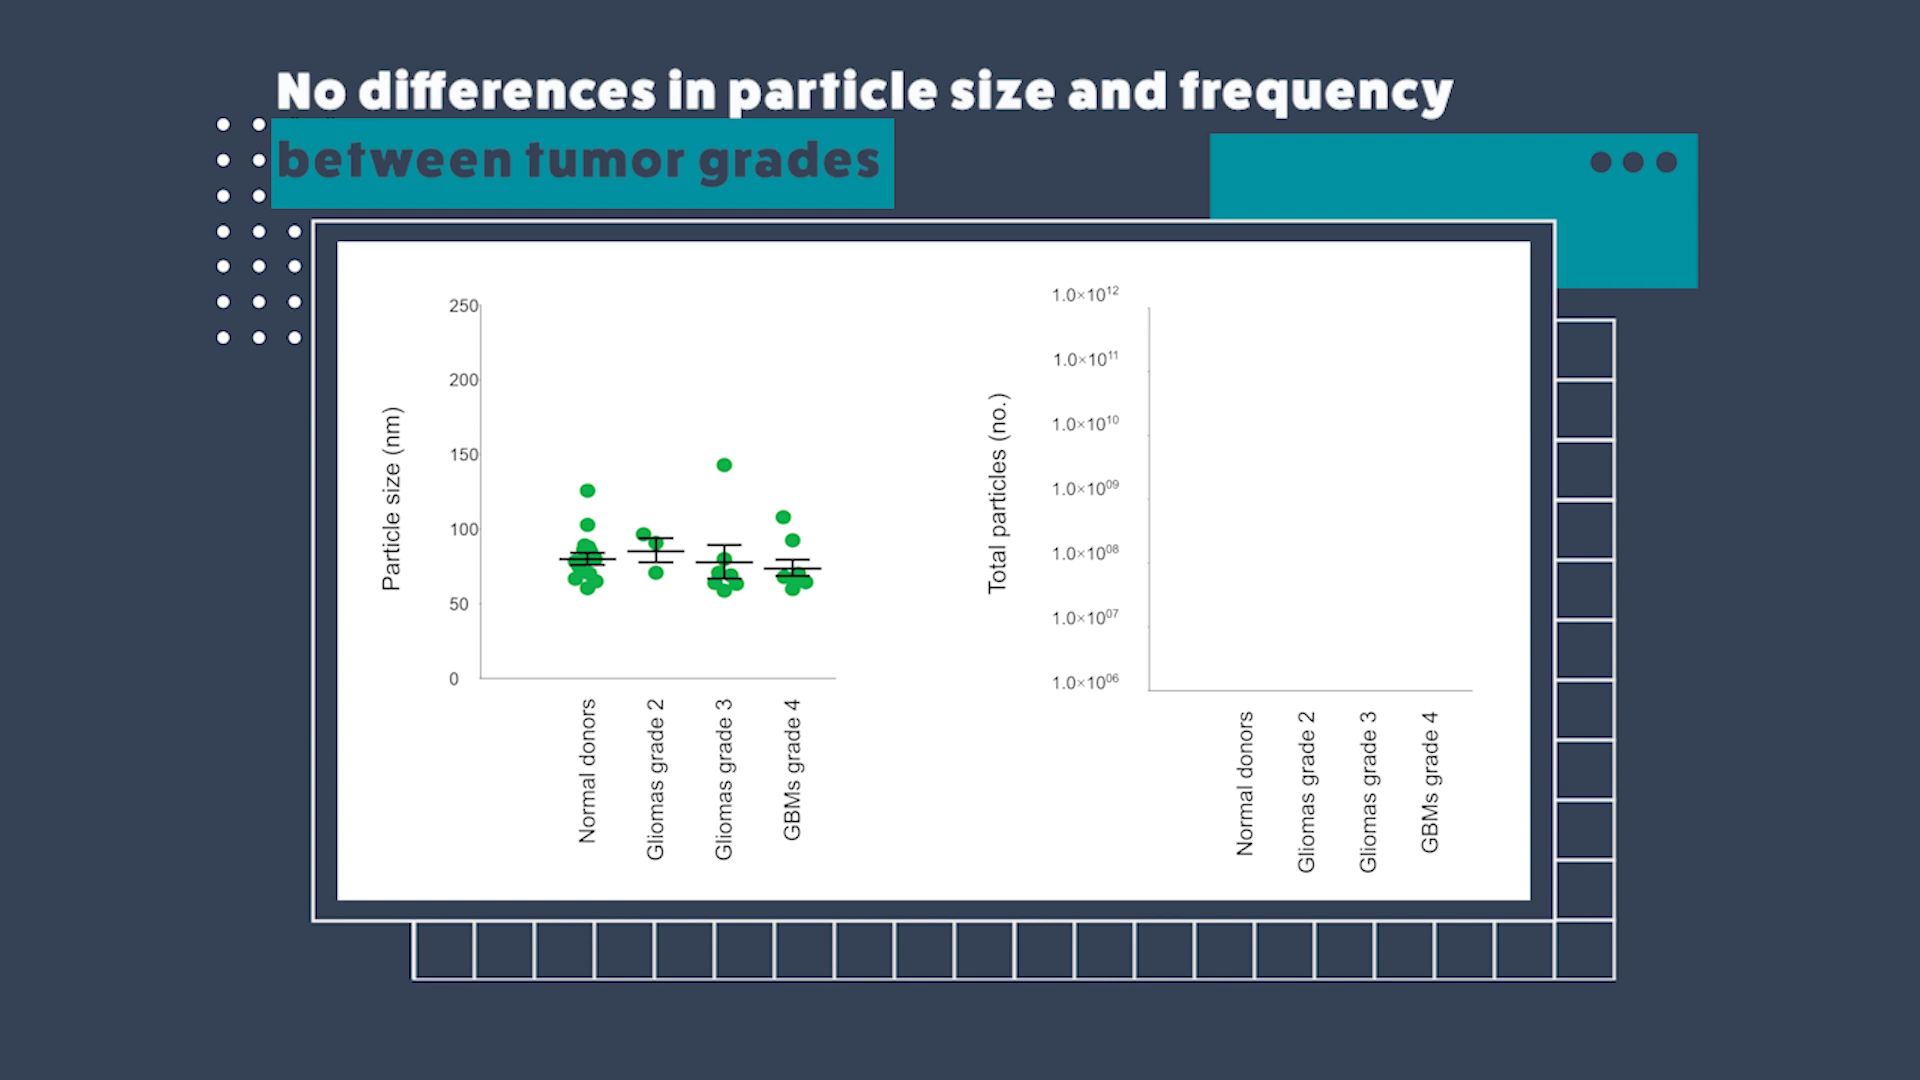 No differences in particle size and frequency
between tumor grades
Particle size (nm)
250
200
150
100
50
0
Normal donors
Gliomas grade 2
Gliomas grade 3
GBMs grade 4
Total particles (no.)
1.0×10¹²
1.0×10¹¹
1.0×10¹⁰
1.0×10⁰⁹
1.0×10⁰⁸
1.0×10⁰⁷
1.0×10⁰⁶
Normal donors
Gliomas grade 2
Gliomas grade 3
GBMs grade 4